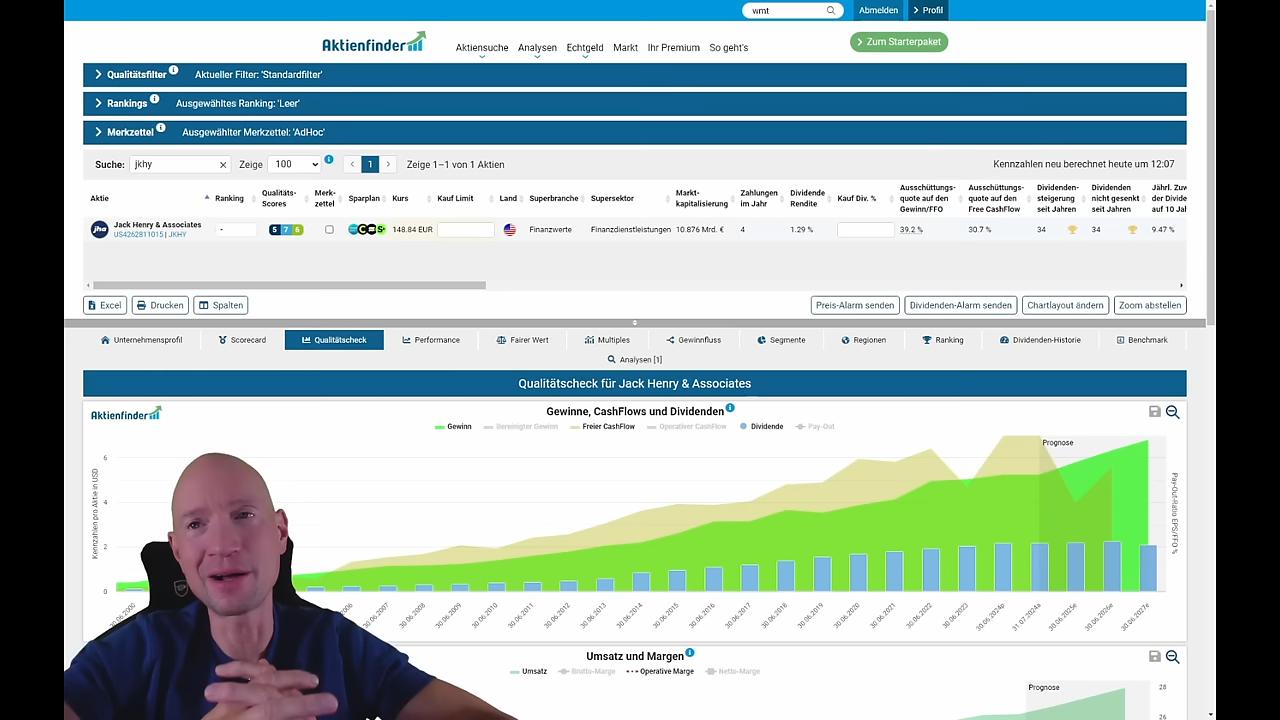 wmt
Abmelden
Profil
Aktienfinder
Aktiensuche Analysen Echtgeld Markt Ihr Premium So geht's
Zum Starterpaket
Qualitätsfilter Aktueller Filter: 'Standardfilter'
Rankings Ausgewähltes Ranking: 'Leer'
Merkzettel Ausgewählter Merkzettel: 'AdHoc'
Suche: jkhy Zeige 100 1 Zeige 1–1 von 1 Aktien Kennzahlen neu berechnet heute um 12:07
Aktie Ranking Qualitäts-Scores Merk-zettel Sparplan Kurs Kauf Limit Land Superbranche Supersektor Markt-kapitalisierung Zahlungen im Jahr Dividende Rendite Kauf Div. % Ausschüttungs-quote auf den Gewinn/FFO Ausschüttungs-quote auf den Free CashFlow Dividenden-steigerung seit Jahren Dividenden nicht gesenkt seit Jahren Jährl. Zuw der Divide auf 10 Jah
Jack Henry & Associates - 5 7 6 148.84 EUR Finanzwerte Finanzdienstleistungen 10.876 Mrd. € 4 1.29 % 39.2 % 30.7 % 34 34 9.47 %
US4262811015 | JKHY
Excel Drucken Spalten Preis-Alarm senden Dividenden-Alarm senden Chartlayout ändern Zoom abstellen
Unternehmensprofil Scorecard Qualitätscheck Performance Fairer Wert Multiples Gewinnfluss Segmente Regionen Ranking Dividenden-Historie Benchmark
Analysen [1]
Qualitätscheck für Jack Henry & Associates
Aktienfinder
Gewinne, CashFlows und Dividenden
Gewinn Bereinigter Gewinn Freier CashFlow Operativer CashFlow Dividende Pay-Out
Prognose
Kennzahlen pro Aktie in USD
6
4
2
0
Pay-Out-Ratio EPS/FFO %
30.06.2000 2006 30.06.2007 30.06.2008 30.06.2009 30.06.2010 30.06.2011 30.06.2012 30.06.2013 30.06.2014 30.06.2015 30.06.2016 30.06.2017 30.06.2018 30.06.2019 30.06.2020 30.06.2021 30.06.2022 30.06.2023 30.06.2024p 31.07.2024a 30.06.2025e 30.06.2026e 30.06.2027e
Umsatz und Margen
Umsatz Brutto-Marge Operative Marge Netto-Marge
Prognose
28
26